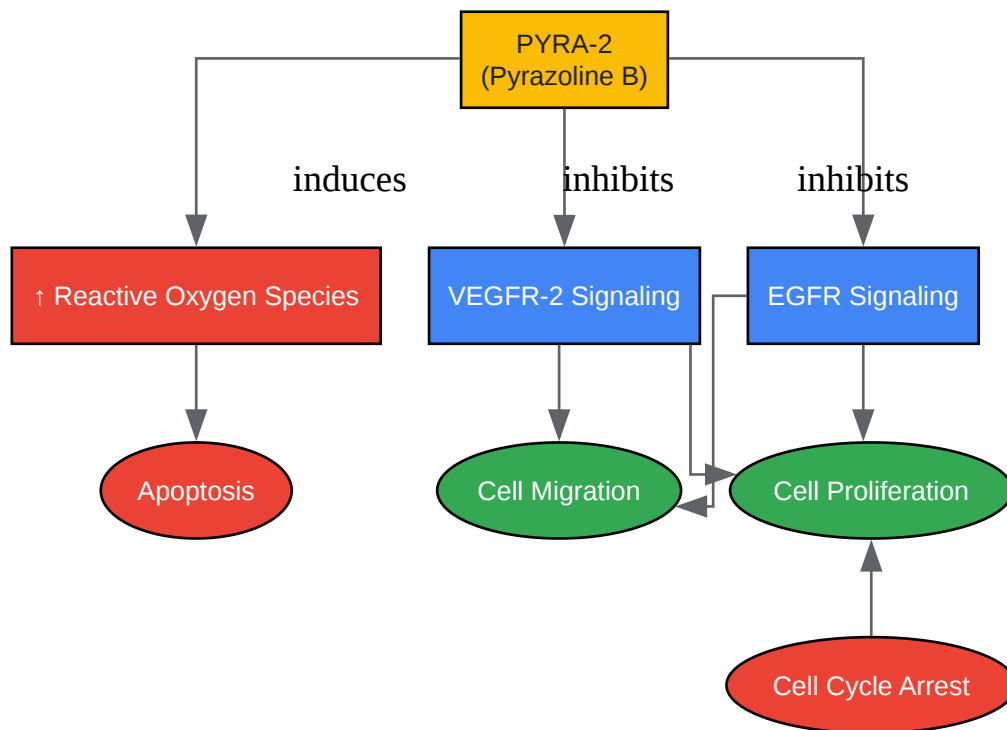 PYRA-2
(Pyrazoline B)
induces
inhibits
inhibits
↑ Reactive Oxygen Species
VEGFR-2 Signaling
EGFR Signaling
Apoptosis
Cell Migration
Cell Proliferation
Cell Cycle Arrest